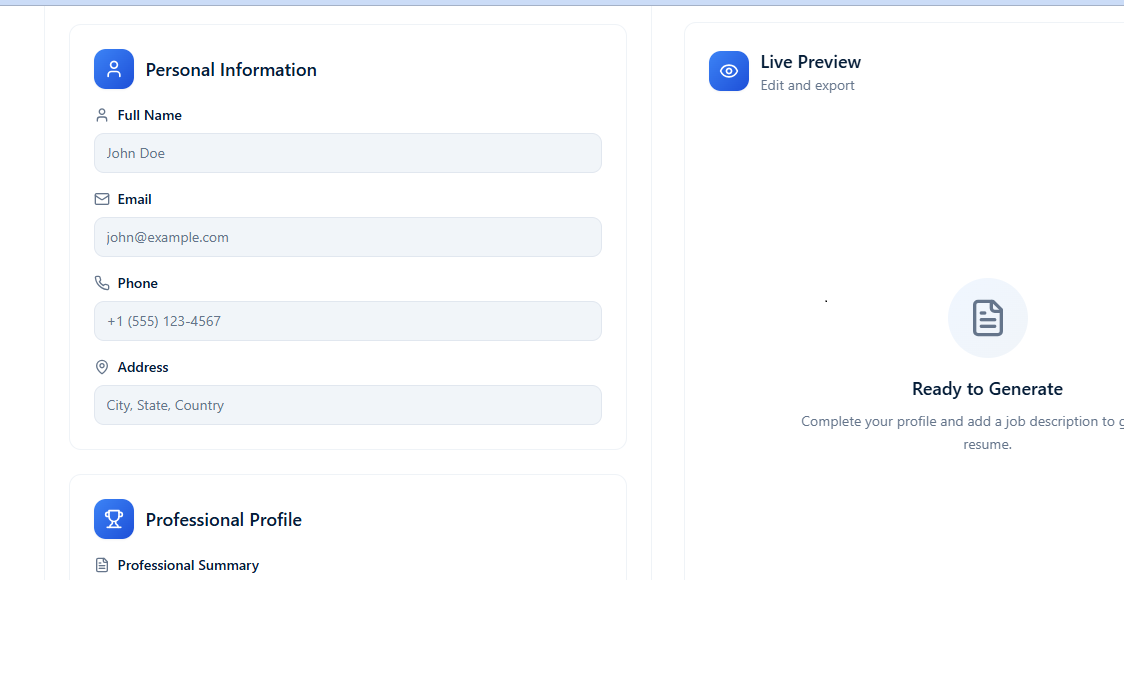 Personal Information
Full Name
John Doe
Email
john@example.com
Phone
+1 (555) 123-4567
Address
City, State, Country
Professional Profile
Professional Summary
Live Preview
Edit and export
Ready to Generate
Complete your profile and add a job description to
resume.